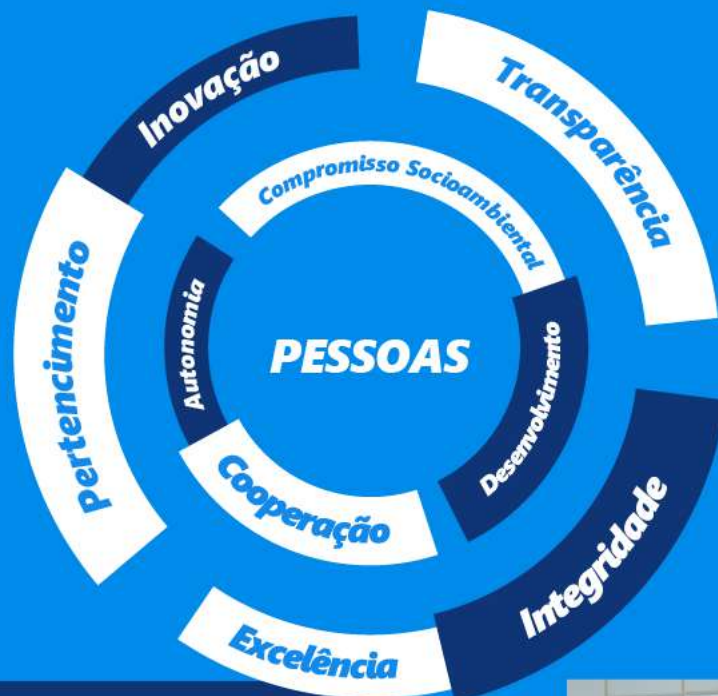 Inovação
Transparência
Compromisso Socioambiental
Pertencimento
Autonomia
PESSOAS
Desenvolvimento
Cooperação
Integridade
Excelência